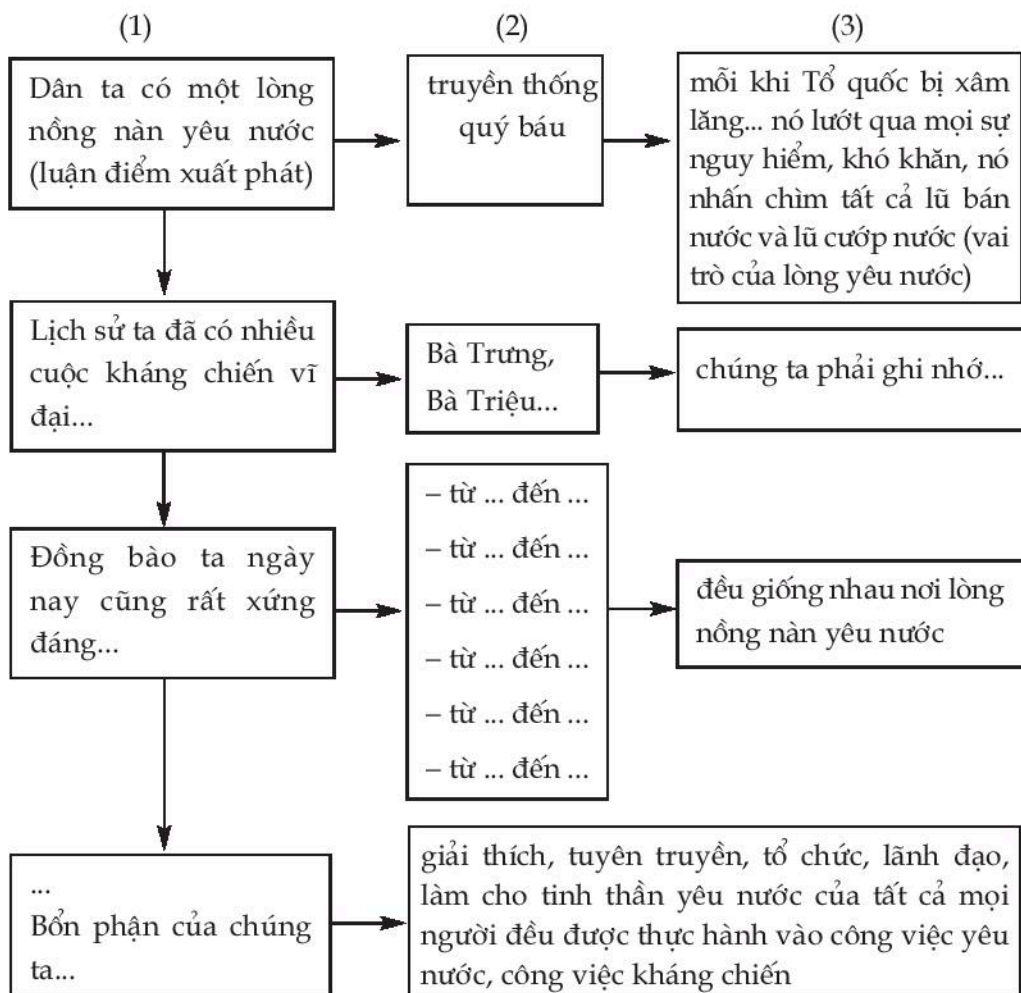 (1)
(2)
(3)
Dân ta có một lòng
nồng nàn yêu nước
(luận điểm xuất phát)
truyền thống
quý báu
mỗi khi Tổ quốc bị xâm
lăng... nó lướt qua mọi sự
nguy hiểm, khó khăn, nó
nhấn chìm tất cả lũ bán
nước và lũ cướp nước (vai
trò của lòng yêu nước)
Lịch sử ta đã có nhiều
cuộc kháng chiến vĩ
đại...
Bà Trưng,
Bà Triệu...
chúng ta phải ghi nhớ...
Đồng bào ta ngày
nay cũng rất xứng
đáng...
– từ ... đến ...
– từ ... đến ...
– từ ... đến ...
– từ ... đến ...
– từ ... đến ...
– từ ... đến ...
đều giống nhau nơi lòng
nồng nàn yêu nước
...
Bổn phận của chúng
ta...
giải thích, tuyên truyền, tổ chức, lãnh đạo,
làm cho tinh thần yêu nước của tất cả mọi
người đều được thực hành vào công việc yêu
nước, công việc kháng chiến